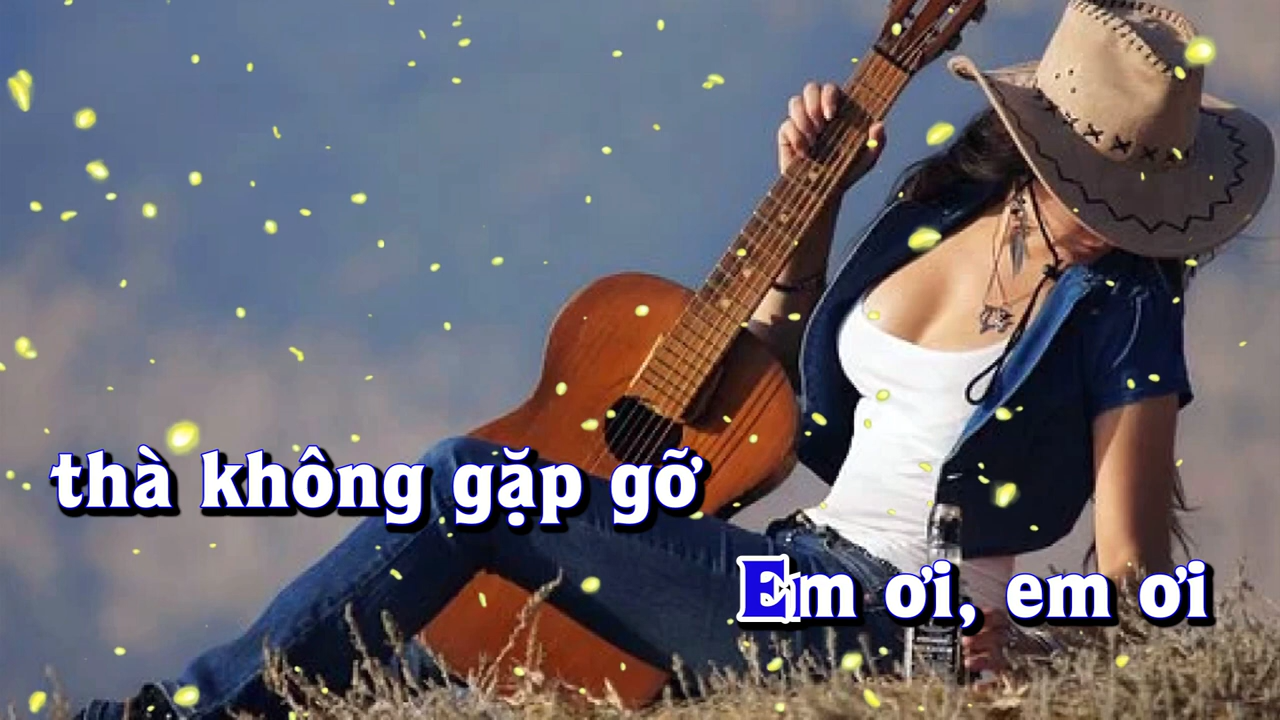 thà không gặp gỡ
Em ơi, em ơi